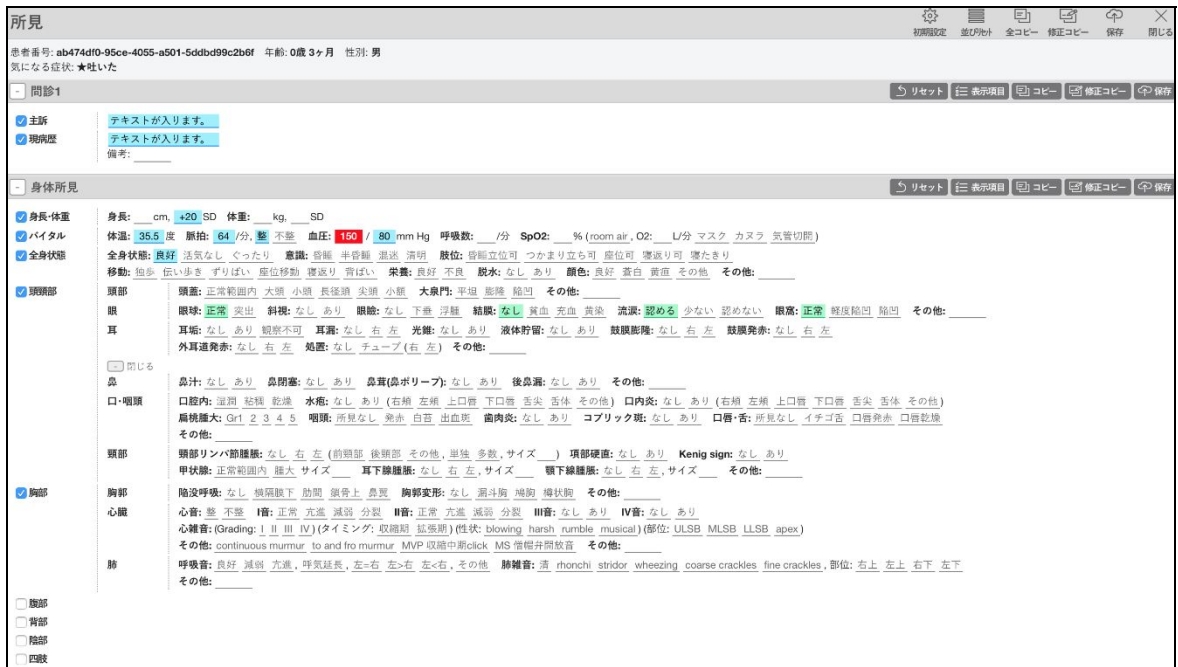 所見
初期設定 並びリセット 全コピー 修正コピー 保存 閉じる
患者番号: ab474df0-95ce-4055-a501-5ddbd99c2b6f 年齢: 0歳 3ヶ月 性別: 男
気になる症状: ★吐いた
- 問診1 リセット 表示項目 コピー 修正コピー 保存
主訴 テキストが入ります。
現病歴 テキストが入ります。
備考:
- 身体所見 リセット 表示項目 コピー 修正コピー 保存
身長・体重 身長: cm, +20 SD 体重: kg, SD
バイタル 体温: 35.5 度 脈拍: 64 /分, 整 不整 血圧: 150 / 80 mm Hg 呼吸数: /分 SpO2: % (room air , O2: L/分 マスク カヌラ 気管切開)
全身状態 全身状態: 良好 活気なし ぐったり 意識: 昏睡 半昏睡 混迷 清明 肢位: 昏睡立位可 つかまり立ち可 座位可 寝返り可 寝たきり
移動: 独歩 伝い歩き ずりばい 座位移動 寝返り 背ばい 栄養: 良好 不良 脱水: なし あり 顔色: 良好 蒼白 黄疸 その他 その他:
頭頸部 頭部 頭蓋: 正常範囲内 大頭 小頭 長径頭 尖頭 小額 大泉門: 平坦 膨隆 陥凹 その他:
眼 眼球: 正常 突出 斜視: なし あり 眼瞼: なし 下垂 浮腫 結膜: なし 貧血 充血 黄染 流涙: 認める 少ない 認めない 眼窩: 正常 軽度陥凹 陥凹 その他:
耳 耳垢: なし あり 観察不可 耳漏: なし 右 左 光錐: なし あり 液体貯留: なし あり 鼓膜膨隆: なし 右 左 鼓膜発赤: なし 右 左
外耳道発赤: なし 右 左 処置: なし チューブ (右 左) その他:
- 閉じる
鼻 鼻汁: なし あり 鼻閉塞: なし あり 鼻茸(鼻ポリープ): なし あり 後鼻漏: なし あり その他:
口・咽頭 口腔内: 湿潤 粘稠 乾燥 水疱: なし あり (右頬 左頬 上口唇 下口唇 舌尖 舌体 その他) 口内炎: なし あり (右頬 左頬 上口唇 下口唇 舌尖 舌体 その他)
扁桃腫大: Gr1 2 3 4 5 咽頭: 所見なし 発赤 白苔 出血斑 歯肉炎: なし あり コプリック斑: なし あり 口唇・舌: 所見なし イチゴ舌 口唇発赤 口唇乾燥
その他:
頸部 頸部リンパ節腫脹: なし 右 左 (前頸部 後頸部 その他 , 単独 多数 , サイズ ) 項部硬直: なし あり Kenig sign: なし あり
甲状腺: 正常範囲内 腫大 サイズ 耳下腺腫脹: なし 右 左 , サイズ 顎下腺腫脹: なし 右 左 , サイズ その他:
胸部 胸郭 陥没呼吸: なし 横隔膜下 肋間 鎖骨上 鼻翼 胸郭変形: なし 漏斗胸 鳩胸 樽状胸 その他:
心臓 心音: 整 不整 I音: 正常 亢進 減弱 分裂 II音: 正常 亢進 減弱 分裂 III音: なし あり IV音: なし あり
心雑音: (Grading: I II III IV) (タイミング: 収縮期 拡張期) (性状: blowing harsh rumble musical) (部位: ULSB MLSB LLSB apex)
その他: continuous murmur to and fro murmur MVP 収縮中期click MS 僧帽弁開放音 その他:
肺 呼吸音: 良好 減弱 亢進 , 呼気延長 , 左=右 左>右 左<右 , その他 肺雑音: 清 rhonchi stridor wheezing coarse crackles fine crackles , 部位: 右上 左上 右下 左下
その他:
腹部
背部
陰部
四肢